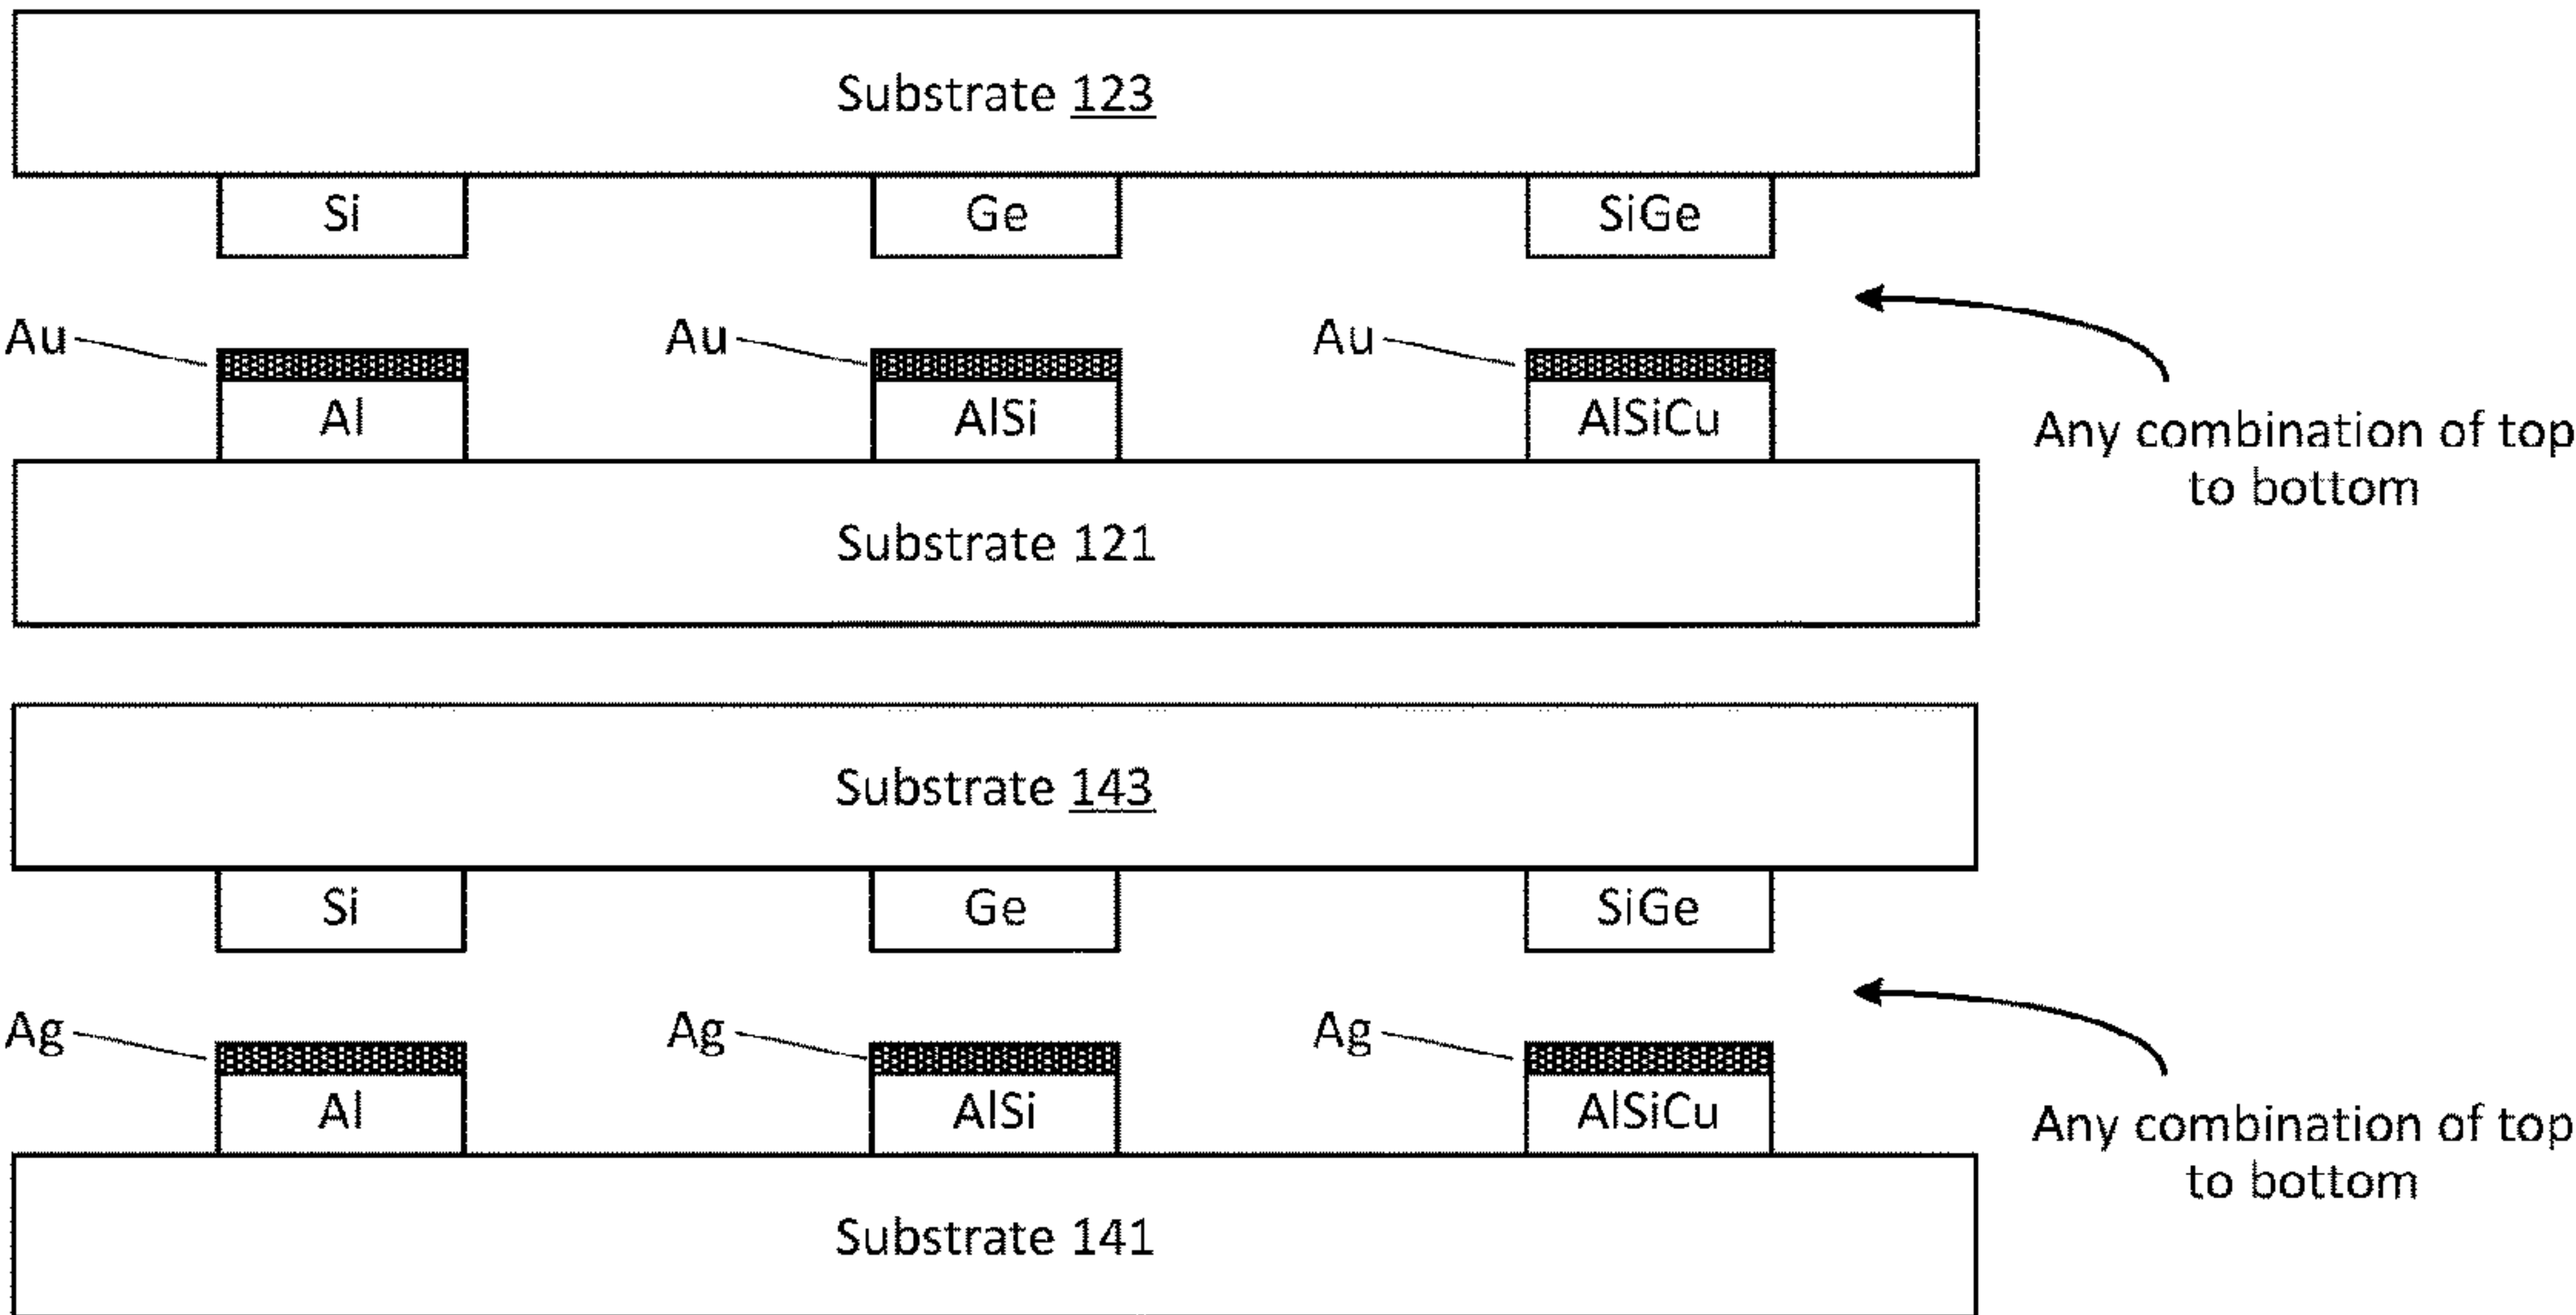 Substrate 123
Si Ge SiGe
Au Au Au
Al AlSi AlSiCu
Any combination of top
to bottom
Substrate 121
Substrate 143
Si Ge SiGe
Ag Ag Ag
Al AlSi AlSiCu
Any combination of top
to bottom
Substrate 141